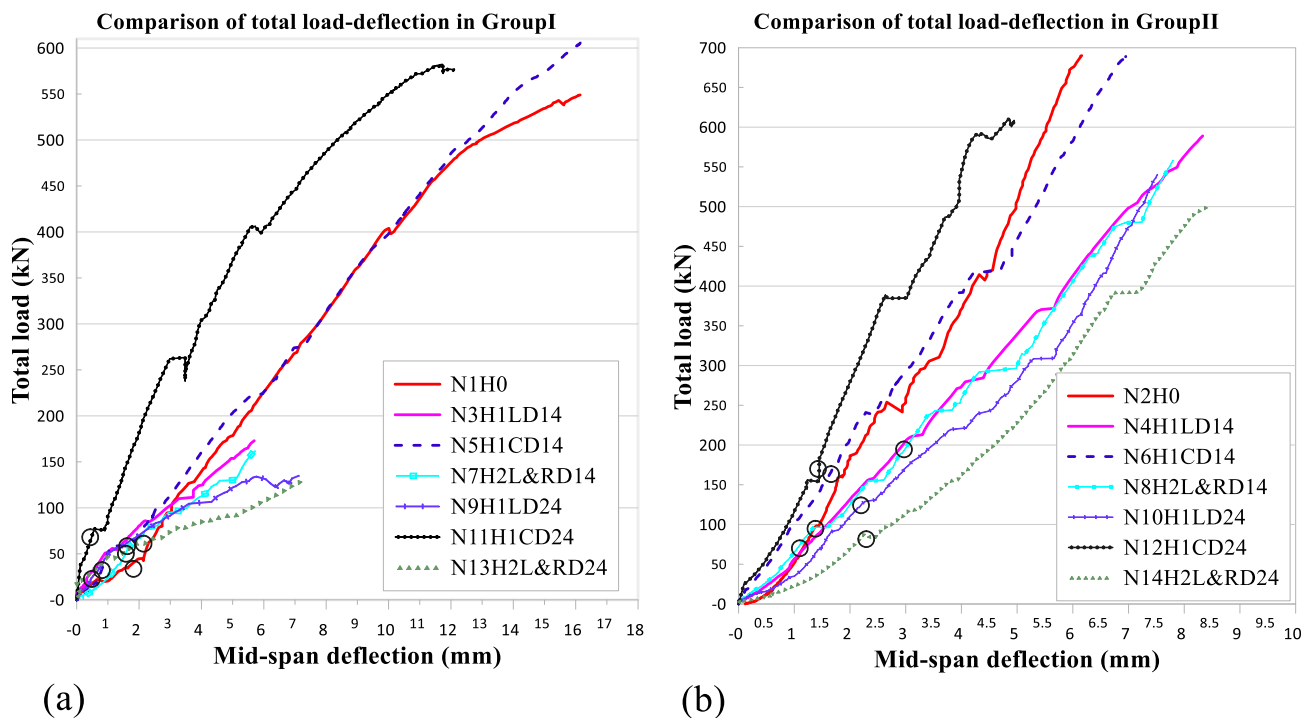 Comparison of total load-deflection in GroupI
Total load (kN)
600
550
500
450
400
350
300
250
200
150
100
50
0
N1H0
N3H1LD14
N5H1CD14
N7H2L&RD14
N9H1LD24
N11H1CD24
N13H2L&RD24
-0 1 2 3 4 5 6 7 8 9 10 11 12 13 14 15 16 17 18
Mid-span deflection (mm)
(a)
Comparison of total load-deflection in GroupII
Total load (kN)
700
650
600
550
500
450
400
350
300
250
200
150
100
50
-0
N2H0
N4H1LD14
N6H1CD14
N8H2L&RD14
N10H1LD24
N12H1CD24
N14H2L&RD24
-0 0.5 1 1.5 2 2.5 3 3.5 4 4.5 5 5.5 6 6.5 7 7.5 8 8.5 9 9.5 10
Mid-span deflection (mm)
(b)